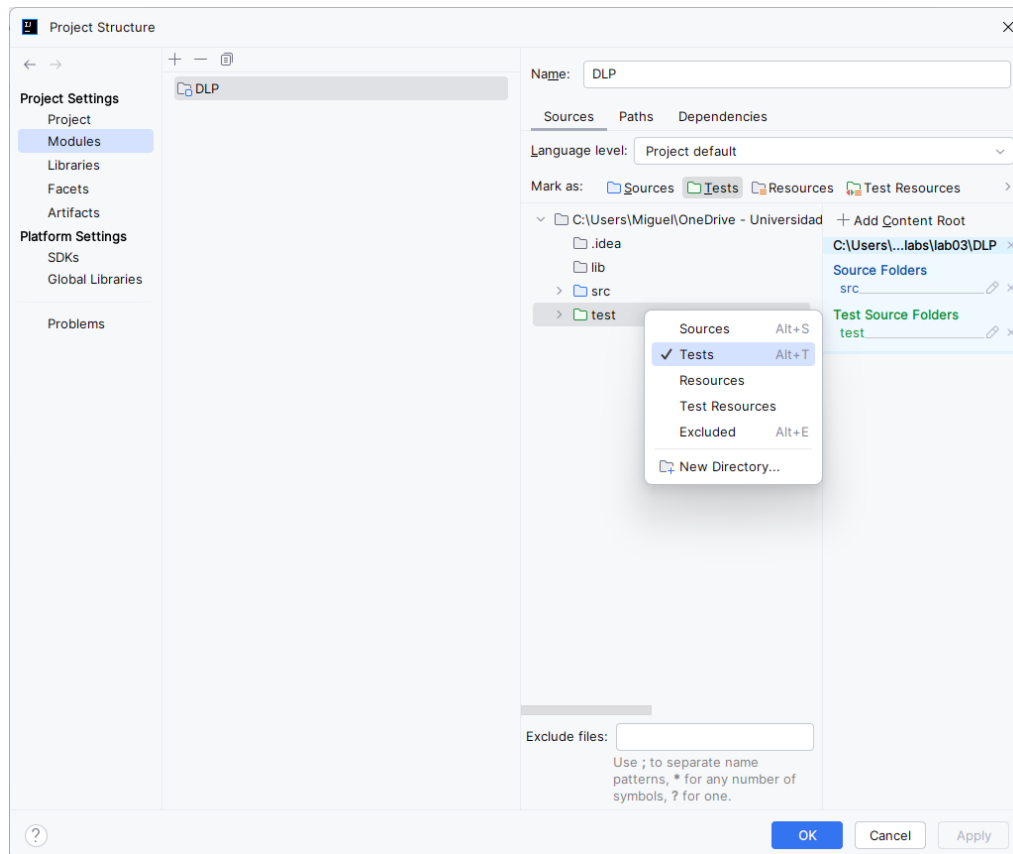 Project Structure
Project Settings
Project
Modules
Libraries
Facets
Artifacts
Platform Settings
SDKs
Global Libraries
Problems
DLP
Name: DLP
Sources Paths Dependencies
Language level: Project default
Mark as: Sources Tests Resources Test Resources
C:\Users\Miguel\OneDrive - Universidad
.idea
lib
src
test
Sources Alt+S
Tests Alt+T
Resources
Test Resources
Excluded Alt+E
New Directory...
+ Add Content Root
C:\Users\...labs\lab03\DLP
Source Folders
src
Test Source Folders
test
Exclude files:
Use ; to separate name
patterns, * for any number of
symbols, ? for one.
?
OK Cancel Apply